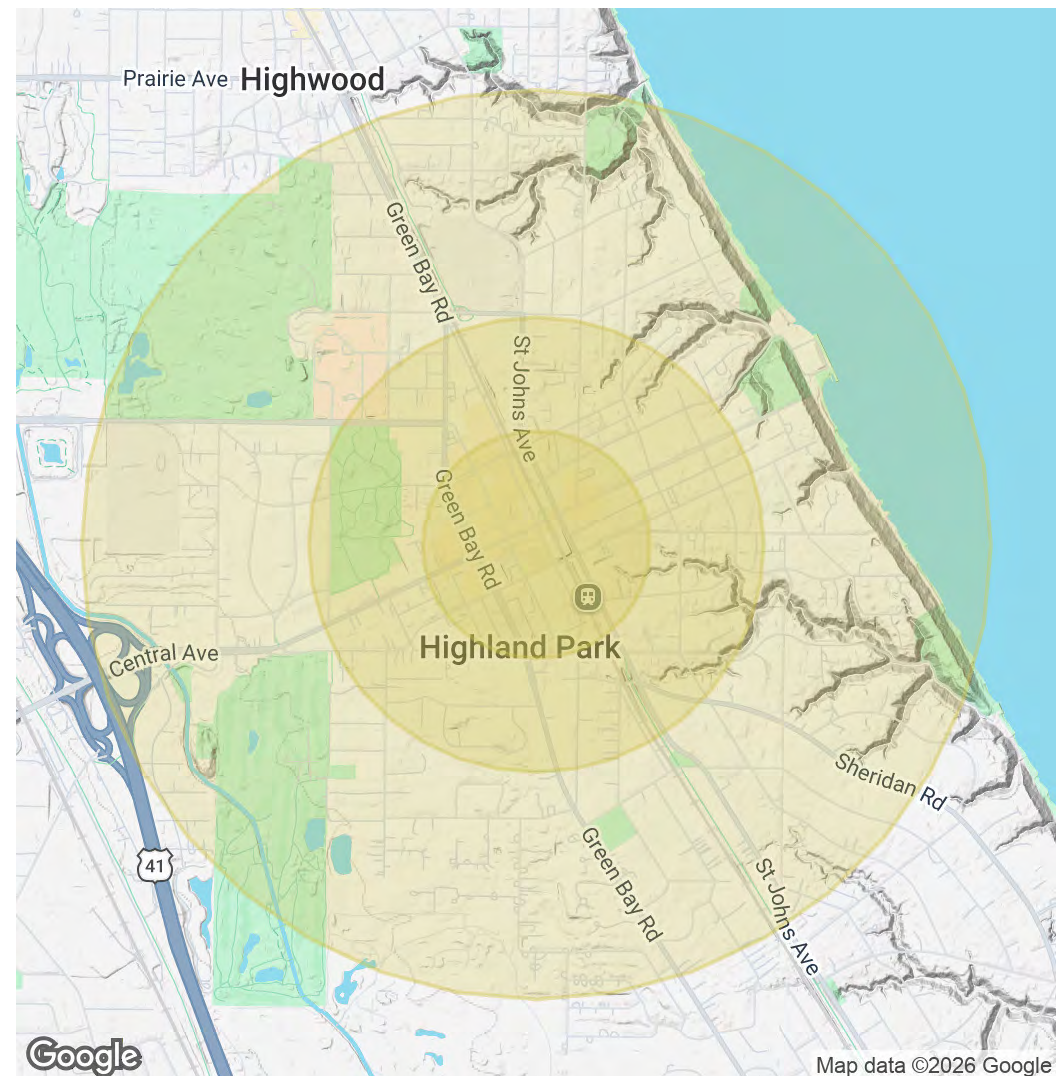 Prairie Ave
Highwood
Green Bay Rd
St Johns Ave
Green Bay Rd
Highland Park
Central Ave
Sheridan Rd
41
Green Bay Rd
St Johns Ave
Google
Map data ©2026 Google